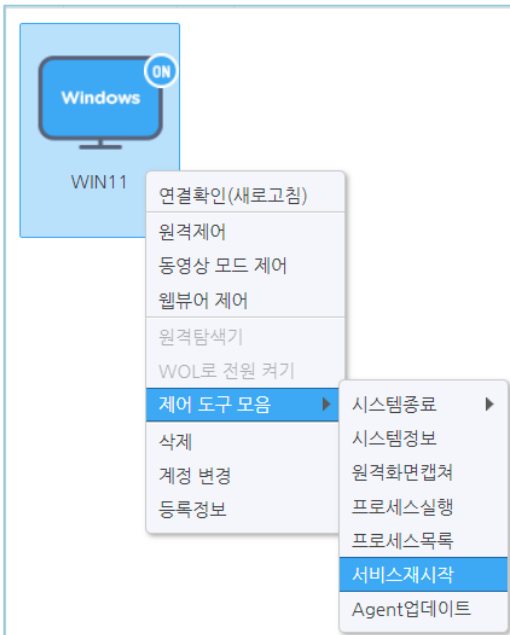 ON
Windows
WIN11
연결확인(새로고침)
원격제어
동영상 모드 제어
웹뷰어 제어
원격탐색기
WOL로 전원 켜기
제어 도구 모음
삭제
계정 변경
등록정보
시스템종료
시스템정보
원격화면캡쳐
프로세스실행
프로세스목록
서비스재시작
Agent업데이트